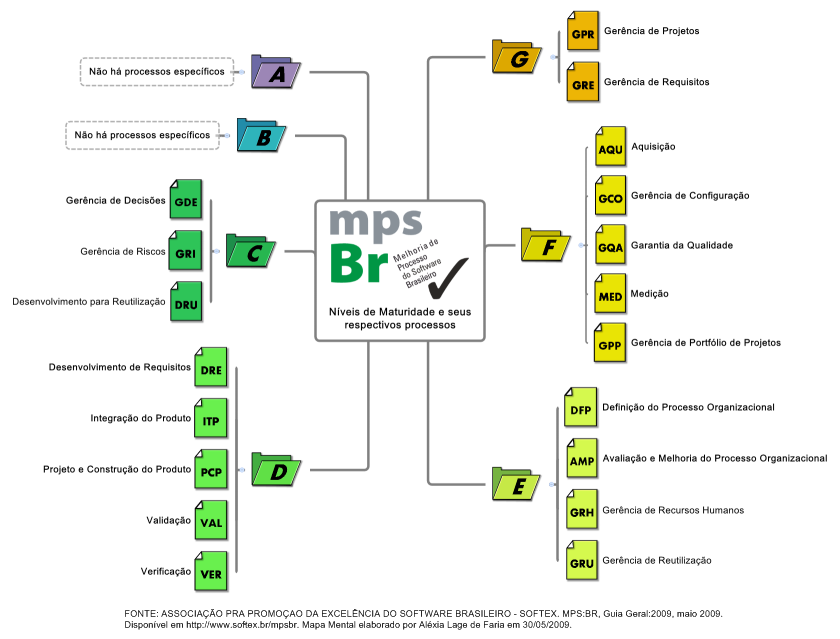 mps
Br
Melhoria de
Processo
do Software
Brasileiro
Níveis de Maturidade e seus
respectivos processos
A
Não há processos específicos
B
Não há processos específicos
C
GDE
Gerência de Decisões
GRI
Gerência de Riscos
DRU
Desenvolvimento para Reutilização
D
DRE
Desenvolvimento de Requisitos
ITP
Integração do Produto
PCP
Projeto e Construção do Produto
VAL
Validação
VER
Verificação
G
GPR
Gerência de Projetos
GRE
Gerência de Requisitos
F
AQU
Aquisição
GCO
Gerência de Configuração
GQA
Garantia da Qualidade
MED
Medição
GPP
Gerência de Portfólio de Projetos
E
DFP
Definição do Processo Organizacional
AMP
Avaliação e Melhoria do Processo Organizacional
GRH
Gerência de Recursos Humanos
GRU
Gerência de Reutilização
FONTE: ASSOCIAÇÃO PRA PROMOÇAO DA EXCELÊNCIA DO SOFTWARE BRASILEIRO - SOFTEX. MPS:BR, Guia Geral:2009, maio 2009.
Disponível em http://www.softex.br/mpsbr. Mapa Mental elaborado por Aléxia Lage de Faria em 30/05/2009.